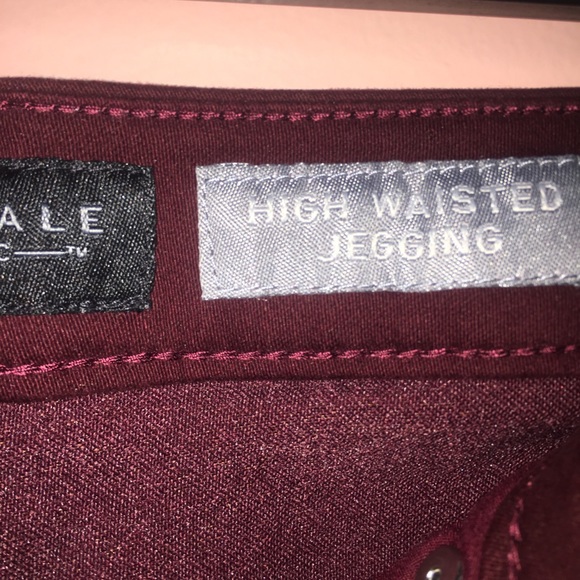 ALE
C—™
HIGH WAISTED
JEGGING